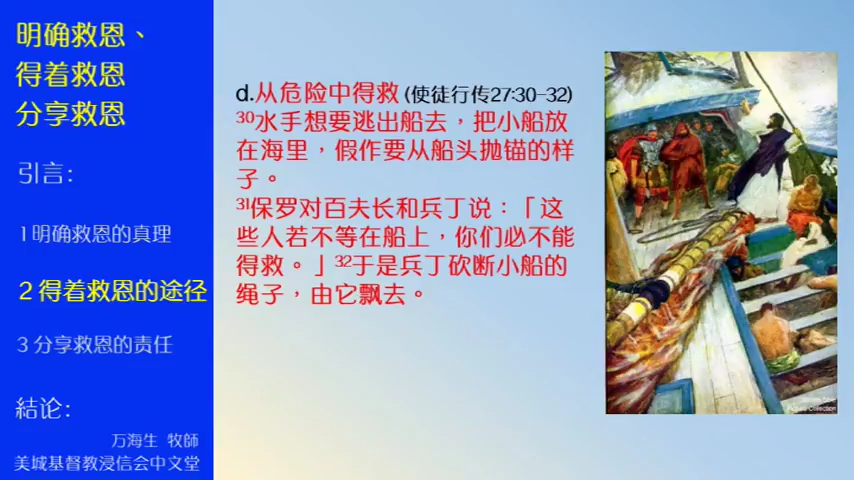 明确救恩、
得着救恩
分享救恩
引言:
1明确救恩的真理
2 得着救恩的途径
3 分享救恩的责任
結论:
万海生 牧師
美城基督教浸信会中文堂
d.从危险中得救 (使徒行传27:30-32)
30水手想要逃出船去，把小船放
在海里，假作要从船头抛锚的样
子。
31保罗对百夫长和兵丁说：「这
些人若不等在船上，你们必不能
得救。」32于是兵丁砍断小船的
绳子，由它飘去。
Collection